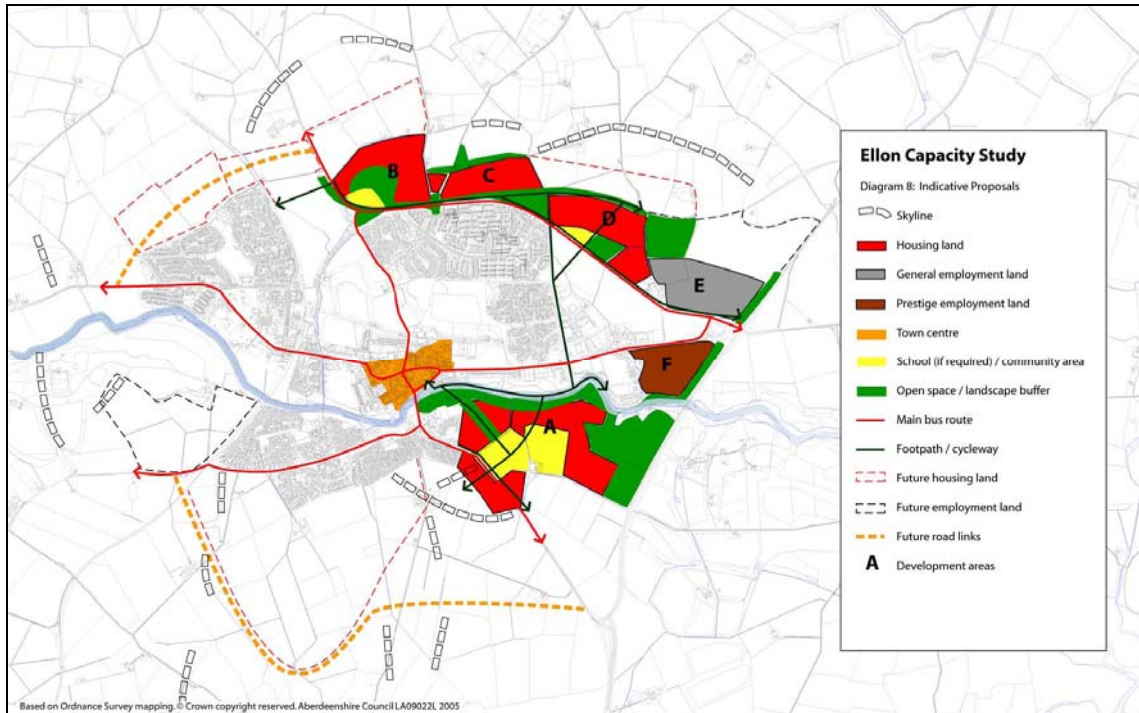 B
C
D
E
F
A
Ellon Capacity Study
Diagram 8: Indicative Proposals
Skyline
Housing land
General employment land
Prestige employment land
Town centre
School (if required) / community area
Open space / landscape buffer
Main bus route
Footpath / cycleway
Future housing land
Future employment land
Future road links
A Development areas
Based on Ordnance Survey mapping. © Crown copyright reserved. Aberdeenshire Council LA09022L 2005